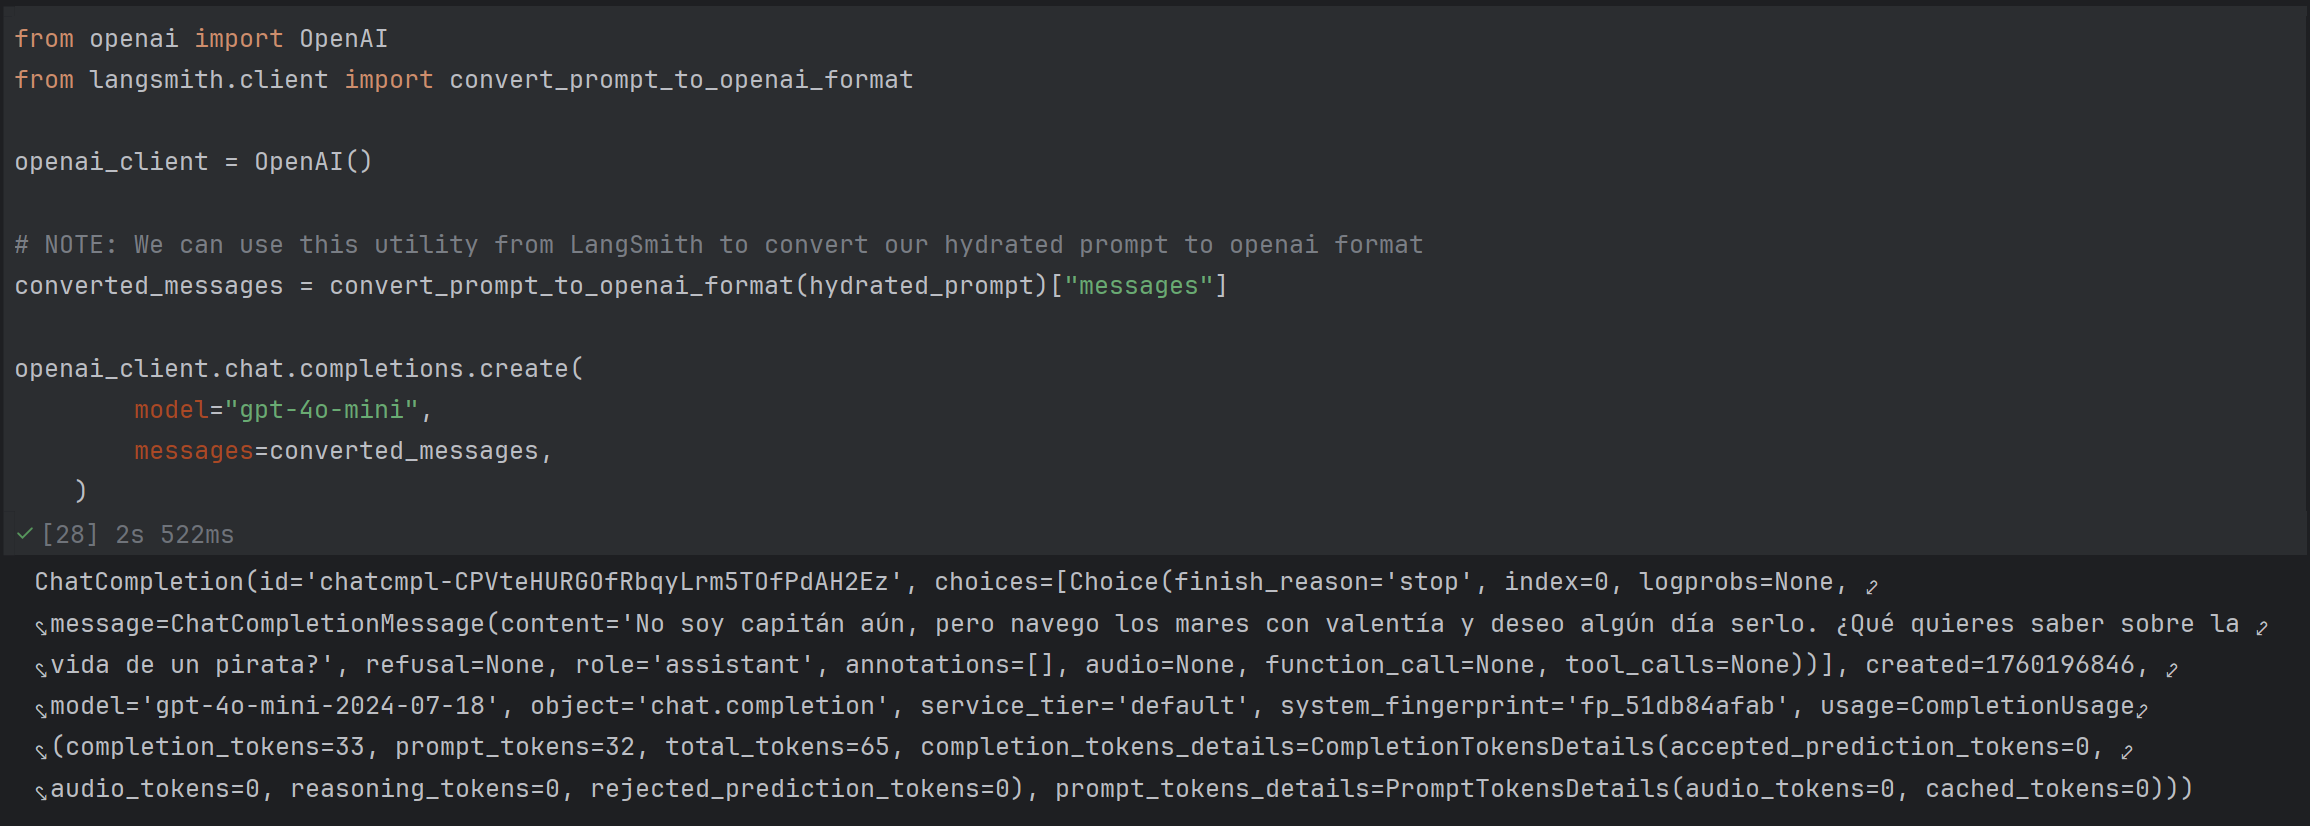 from openai import OpenAI
from langsmith.client import convert_prompt_to_openai_format
openai_client = OpenAI()
# NOTE: We can use this utility from LangSmith to convert our hydrated prompt to openai format
converted_messages = convert_prompt_to_openai_format(hydrated_prompt)["messages"]
openai_client.chat.completions.create(
        model="gpt-4o-mini",
        messages=converted_messages,
    )
[28] 2s 522ms
ChatCompletion(id='chatcmpl-CPVteHURGOfRbqyLrm5TOfPdAH2Ez', choices=[Choice(finish_reason='stop', index=0, logprobs=None,
message=ChatCompletionMessage(content='No soy capitán aún, pero navego los mares con valentía y deseo algún día serlo. ¿Qué quieres saber sobre la
vida de un pirata?', refusal=None, role='assistant', annotations=[], audio=None, function_call=None, tool_calls=None))], created=1760196846,
model='gpt-4o-mini-2024-07-18', object='chat.completion', service_tier='default', system_fingerprint='fp_51db84afab', usage=CompletionUsage
(completion_tokens=33, prompt_tokens=32, total_tokens=65, completion_tokens_details=CompletionTokensDetails(accepted_prediction_tokens=0,
audio_tokens=0, reasoning_tokens=0, rejected_prediction_tokens=0), prompt_tokens_details=PromptTokensDetails(audio_tokens=0, cached_tokens=0)))